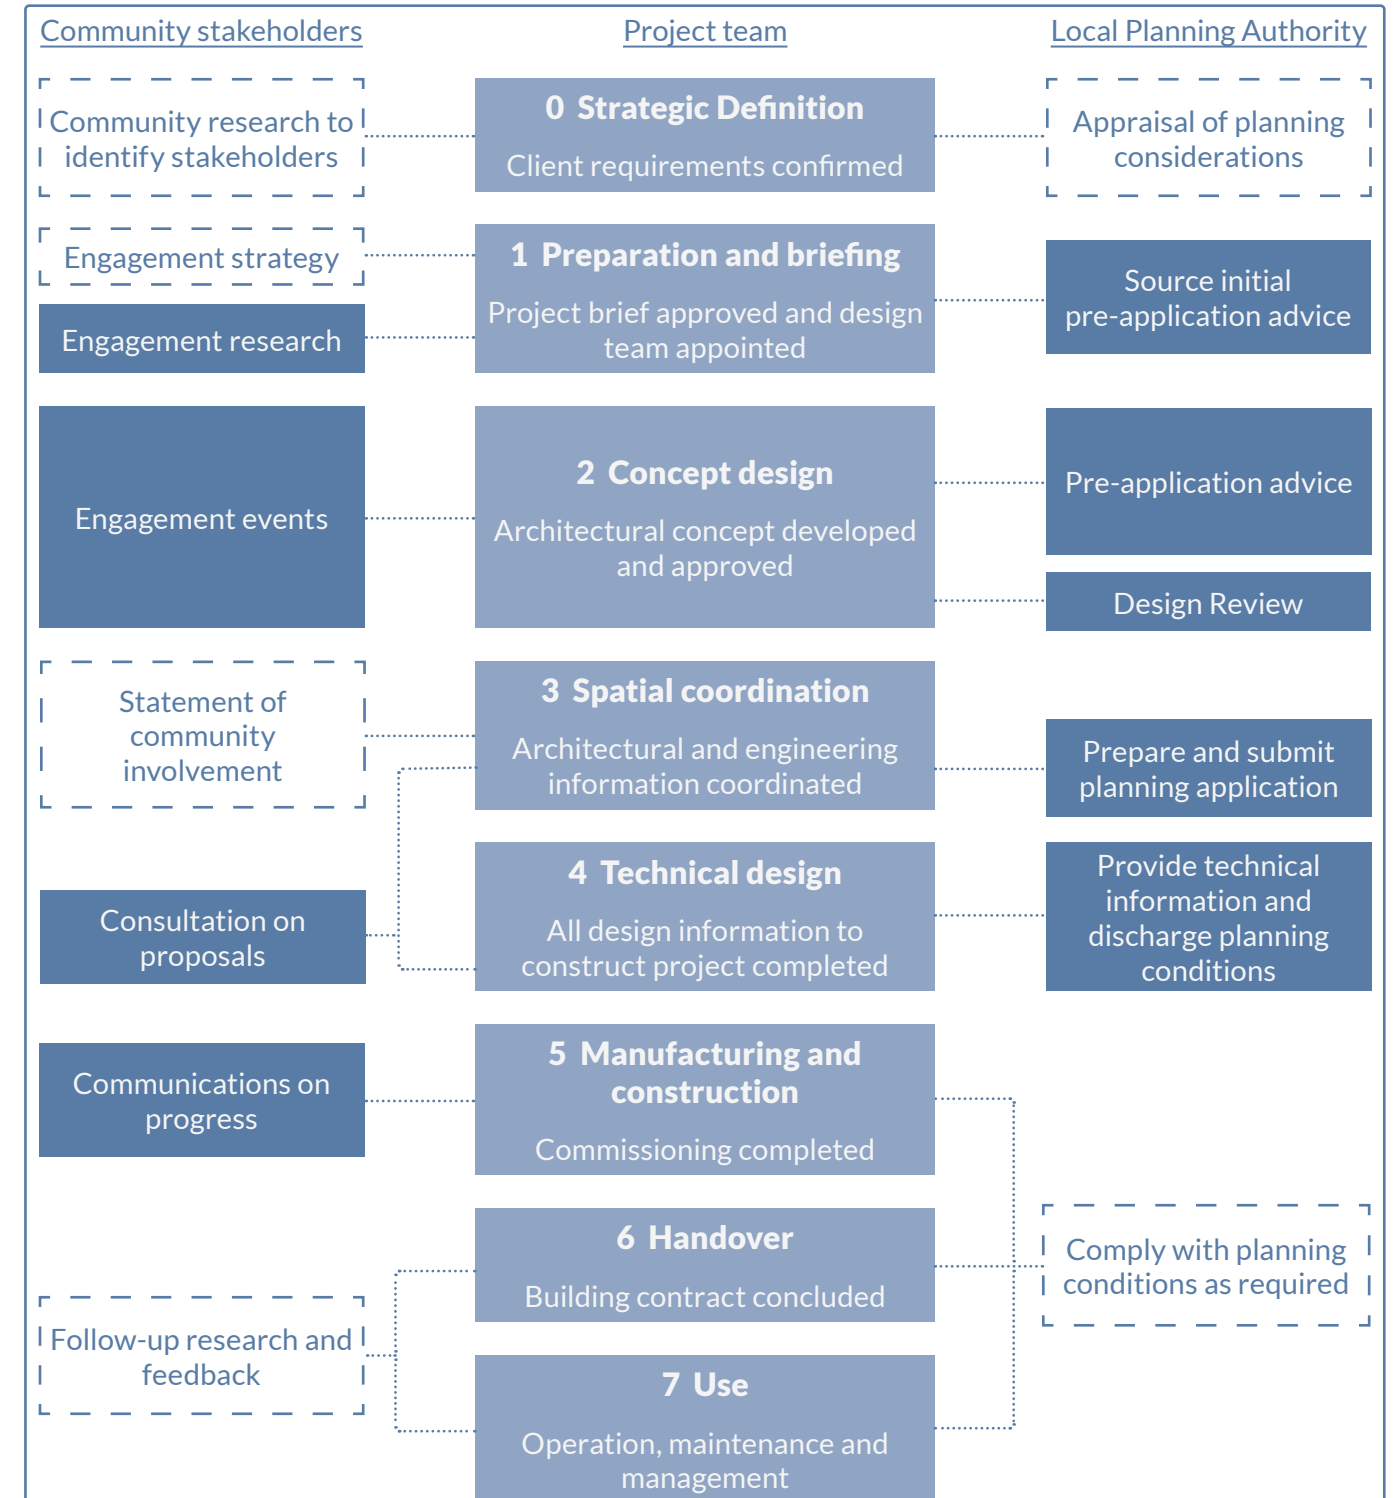 Community stakeholders
Project team
Local Planning Authority
Community research to
identify stakeholders
0 Strategic Definition
Client requirements confirmed
Appraisal of planning
considerations
Engagement strategy
Engagement research
1 Preparation and briefing
Project brief approved and design
team appointed
Source initial
pre-application advice
Engagement events
2 Concept design
Architectural concept developed
and approved
Pre-application advice
Design Review
Statement of
community
involvement
3 Spatial coordination
Architectural and engineering
information coordinated
Prepare and submit
planning application
Consultation on
proposals
4 Technical design
All design information to
construct project completed
Provide technical
information and
discharge planning
conditions
Communications on
progress
5 Manufacturing and
construction
Commissioning completed
6 Handover
Building contract concluded
Comply with planning
conditions as required
Follow-up research and
feedback
7 Use
Operation, maintenance and
management